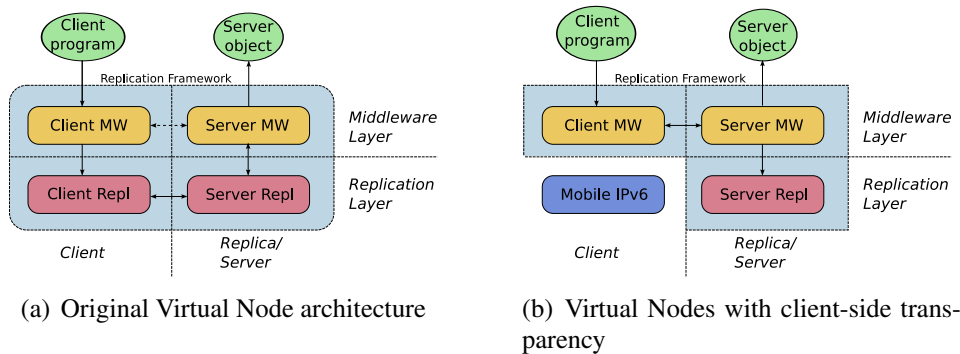 Client
program
Server
object
Replication Framework
Client MW
Server MW
Middleware
Layer
Client Repl
Server Repl
Replication
Layer
Client
Replica/
Server
(a) Original Virtual Node architecture
Client
program
Server
object
Replication Framework
Client MW
Server MW
Middleware
Layer
Mobile IPv6
Server Repl
Replication
Layer
Client
Replica/
Server
(b) Virtual Nodes with client-side trans-
parency